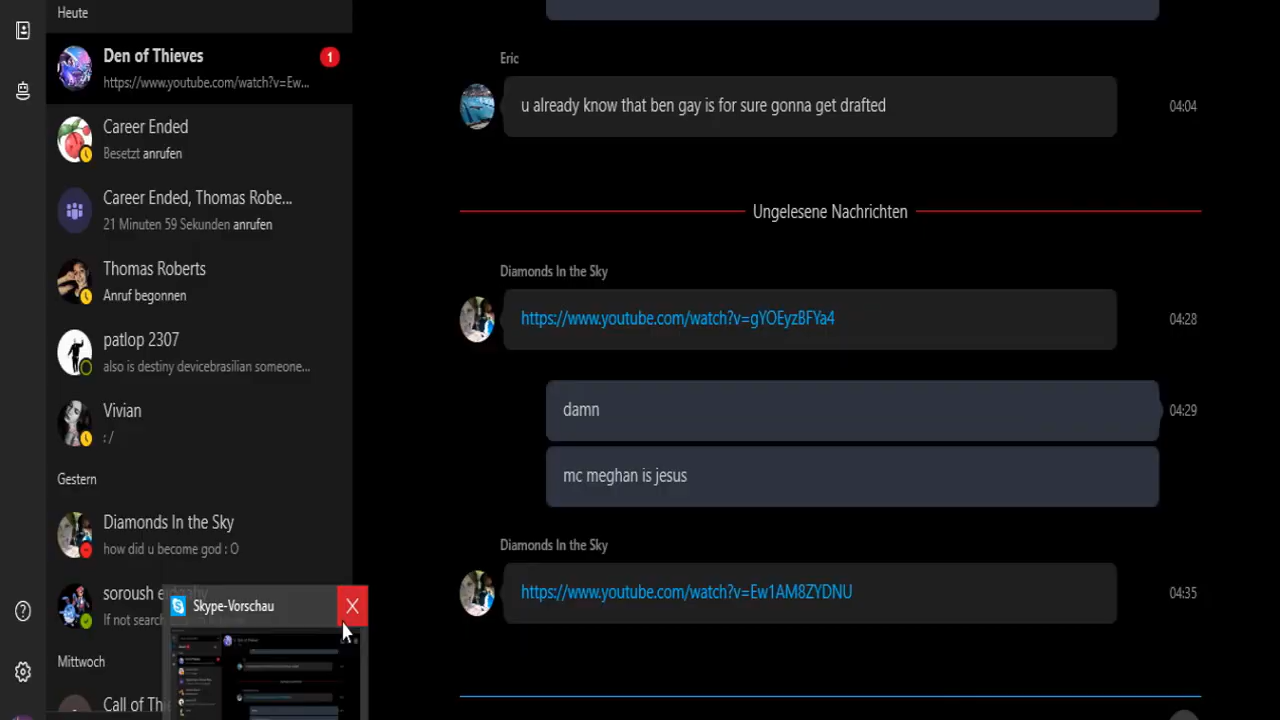 Heute
Den of Thieves
1
https://www.youtube.com/watch?v=Ew...
Career Ended
Besetzt anrufen
Career Ended, Thomas Robe...
21 Minuten 59 Sekunden anrufen
Thomas Roberts
Anruf begonnen
patlop 2307
also is destiny devicebrasilian someone...
Vivian
: /
Gestern
Diamonds In the Sky
how did u become god : O
soroush
If not search
Skype-Vorschau
Mittwoch
Call of Th
Eric
u already know that ben gay is for sure gonna get drafted
04:04
Ungelesene Nachrichten
Diamonds In the Sky
https://www.youtube.com/watch?v=gYOEyzBFYa4
04:28
damn
04:29
mc meghan is jesus
Diamonds In the Sky
https://www.youtube.com/watch?v=Ew1AM8ZYDNU
04:35